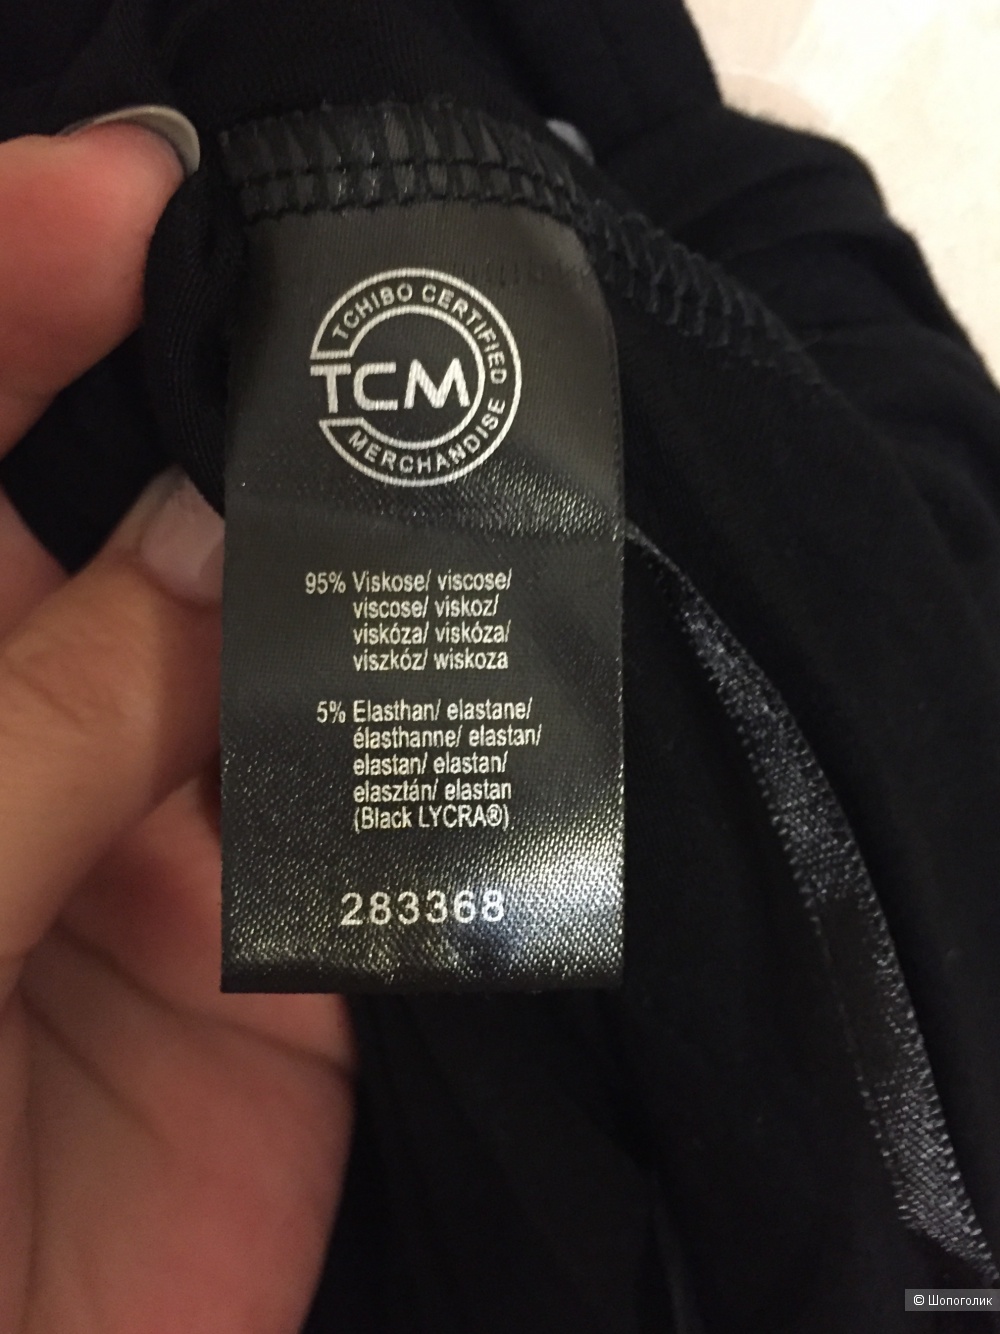 TCHIBO CERTIFIED
TCM
MERCHANDISE
95% Viskose/ viscose/
viscose/ viskoz/
viskóza/ viskóza/
viszkóz/ wiskoza
5% Elasthan/ elastane/
élasthanne/ elastan/
elastan/ elastan/
elasztán/ elastan
(Black LYCRA®)
283368
© Шопоголик